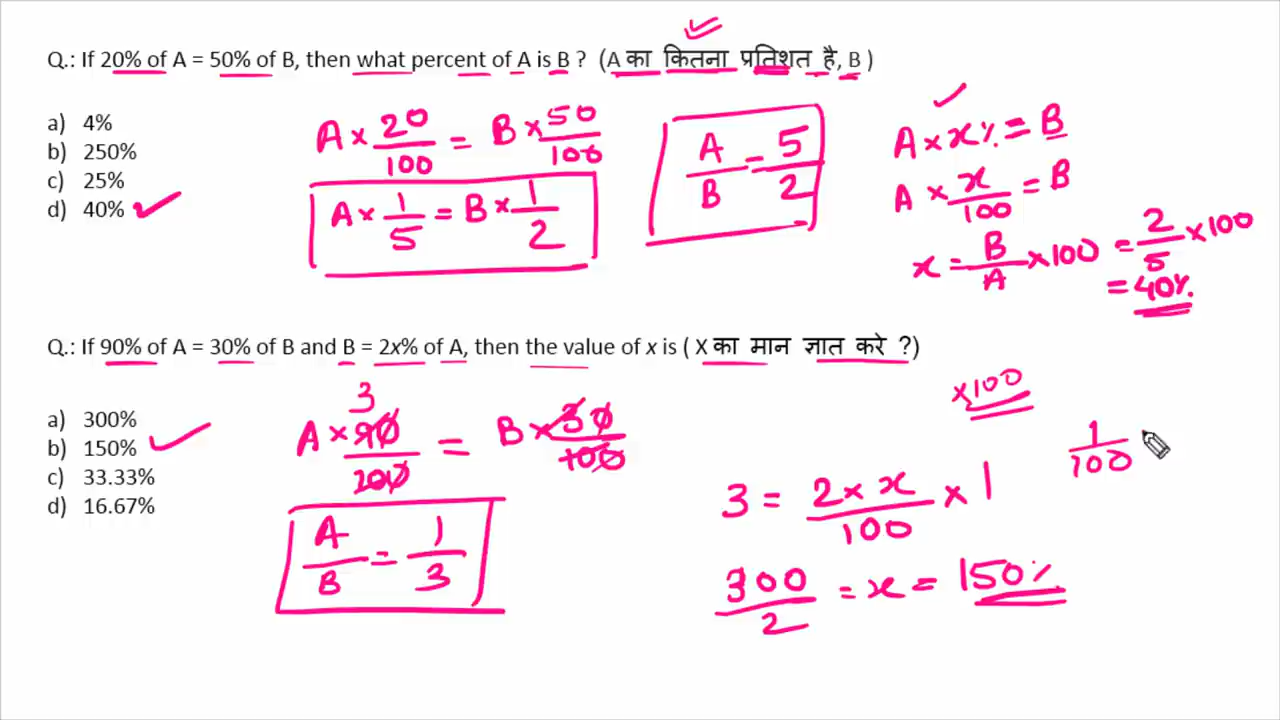 Q.: If 20% of A = 50% of B, then what percent of A is B ? (A का कितना प्रतिशत है, B )
a) 4%
b) 250%
c) 25%
d) 40%
A × 20/100 = B × 50/100
A × 1/5 = B × 1/2
A/B = 5/2
A × x% = B
A × x/100 = B
x = B/A × 100 = 2/5 × 100
= 40%
Q.: If 90% of A = 30% of B and B = 2x% of A, then the value of x is ( X का मान ज्ञात करे ?)
a) 300%
b) 150%
c) 33.33%
d) 16.67%
3
A × 90/100 = B × 30/100
A/B = 1/3
×100
1/100
3 = 2 × x/100 × 1
300/2 = x = 150%